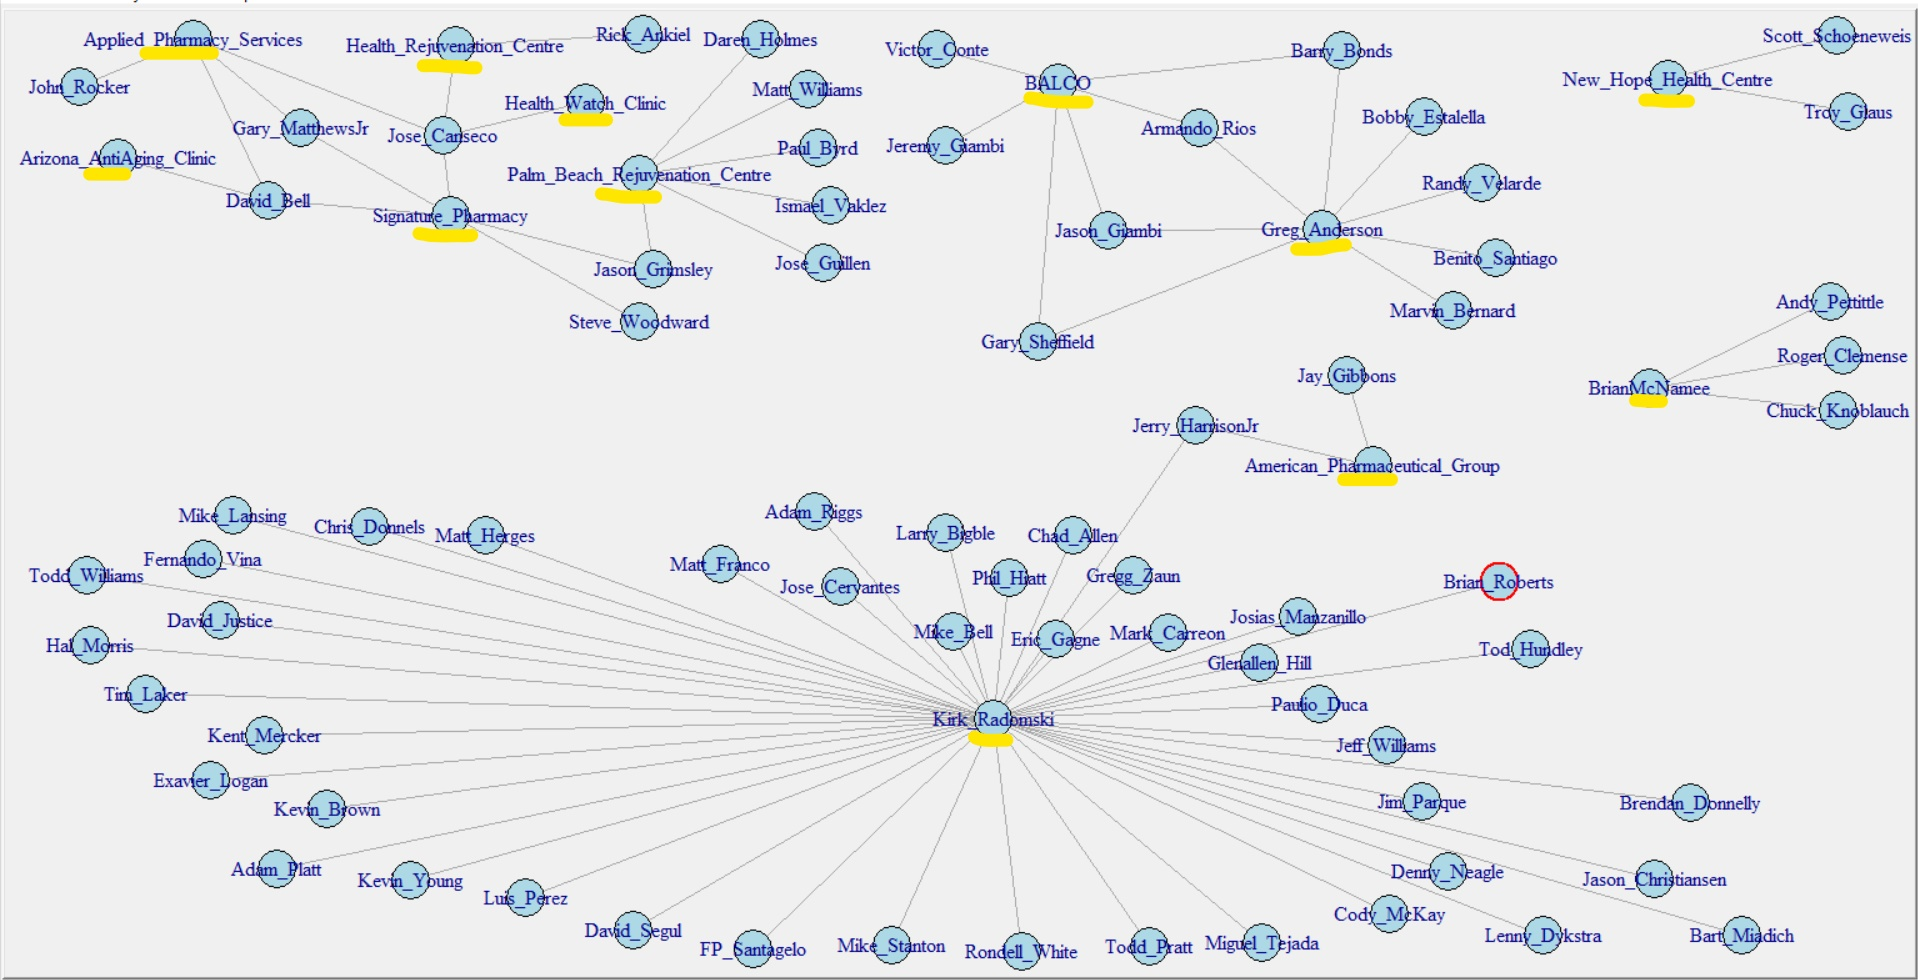 Applied_Pharmacy_Services
Health_Rejuvenation_Centre
Rick_Ankiel
Daren_Holmes
Victor_Conte
Barry_Bonds
Scott_Schoeneweis
John_Rocker
Health_Watch_Clinic
Matt_Williams
BALCO
New_Hope_Health_Centre
Bobby_Estalella
Troy_Glaus
Gary_MatthewsJr
Jose_Canseco
Armando_Rios
Arizona_AntiAging_Clinic
Paul_Byrd
Jeremy_Giambi
Palm_Beach_Rejuvenation_Centre
Randy_Velarde
David_Bell
Signature_Pharmacy
Ismael_Vaklez
Jason_Giambi
Greg_Anderson
Jason_Grimsley
Jose_Guillen
Benito_Santiago
Steve_Woodward
Marvin_Bernard
Andy_Pettittle
Gary_Sheffield
Roger_Clemense
Jay_Gibbons
BrianMcNamee
Chuck_Knoblauch
Jerry_HarrisonJr
American_Pharmaceutical_Group
Mike_Lansing
Chris_Donnels
Matt_Herges
Adam_Riggs
Larry_Bigble
Chad_Allen
Fernando_Vina
Todd_Williams
Matt_Franco
Jose_Cervantes
Phil_Hiatt
Gregg_Zaun
Brian_Roberts
David_Justice
Hal_Morris
Mike_Bell
Eric_Gagne
Mark_Carreon
Josias_Manzanillo
Glenallen_Hill
Tod_Hundley
Tim_Laker
Kirk_Radomski
Paulio_Duca
Kent_Mercker
Jeff_Williams
Exavier_Logan
Kevin_Brown
Jim_Parque
Brendan_Donnelly
Adam_Platt
Kevin_Young
Luis_Perez
Denny_Neagle
Jason_Christiansen
David_Segul
FP_Santagelo
Mike_Stanton
Rondell_White
Todd_Pratt
Miguel_Tejada
Cody_McKay
Lenny_Dykstra
Bart_Miadich